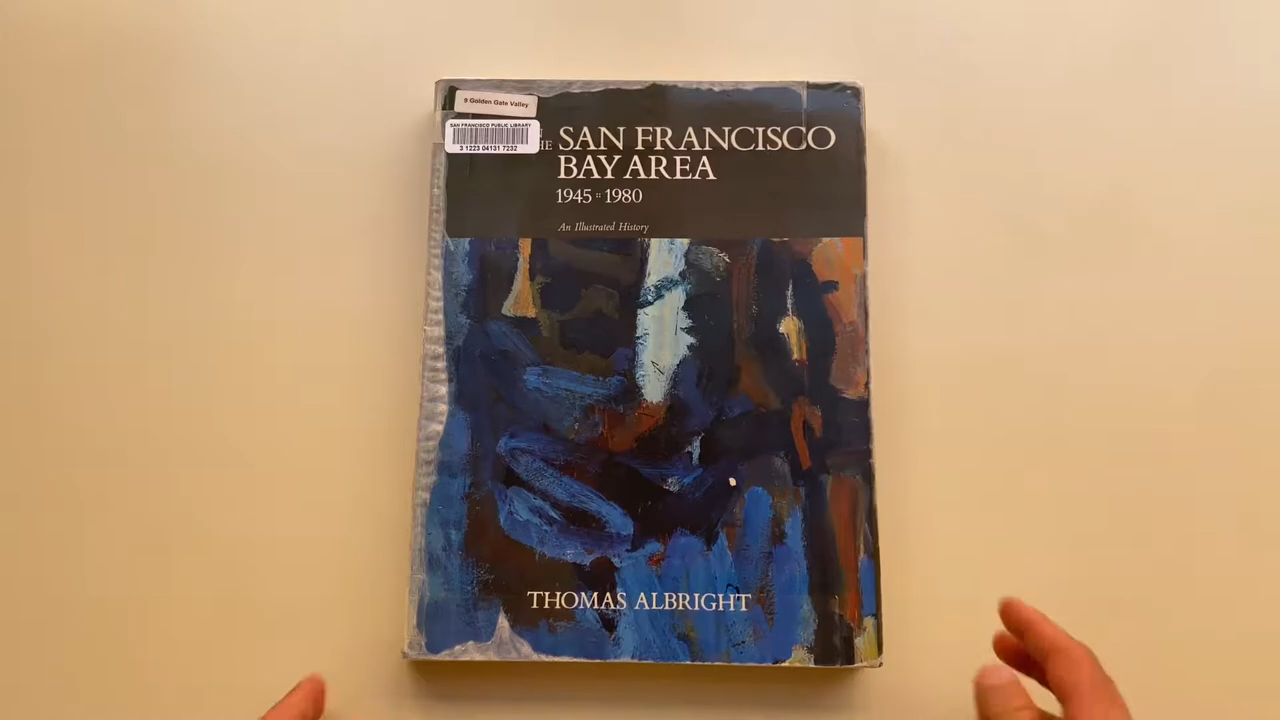 9 Golden Gate Valley
SAN FRANCISCO PUBLIC LIBRARY
3 1223 04131 7232
HE SAN FRANCISCO
BAY AREA
1945 :: 1980
An Illustrated History
THOMAS ALBRIGHT